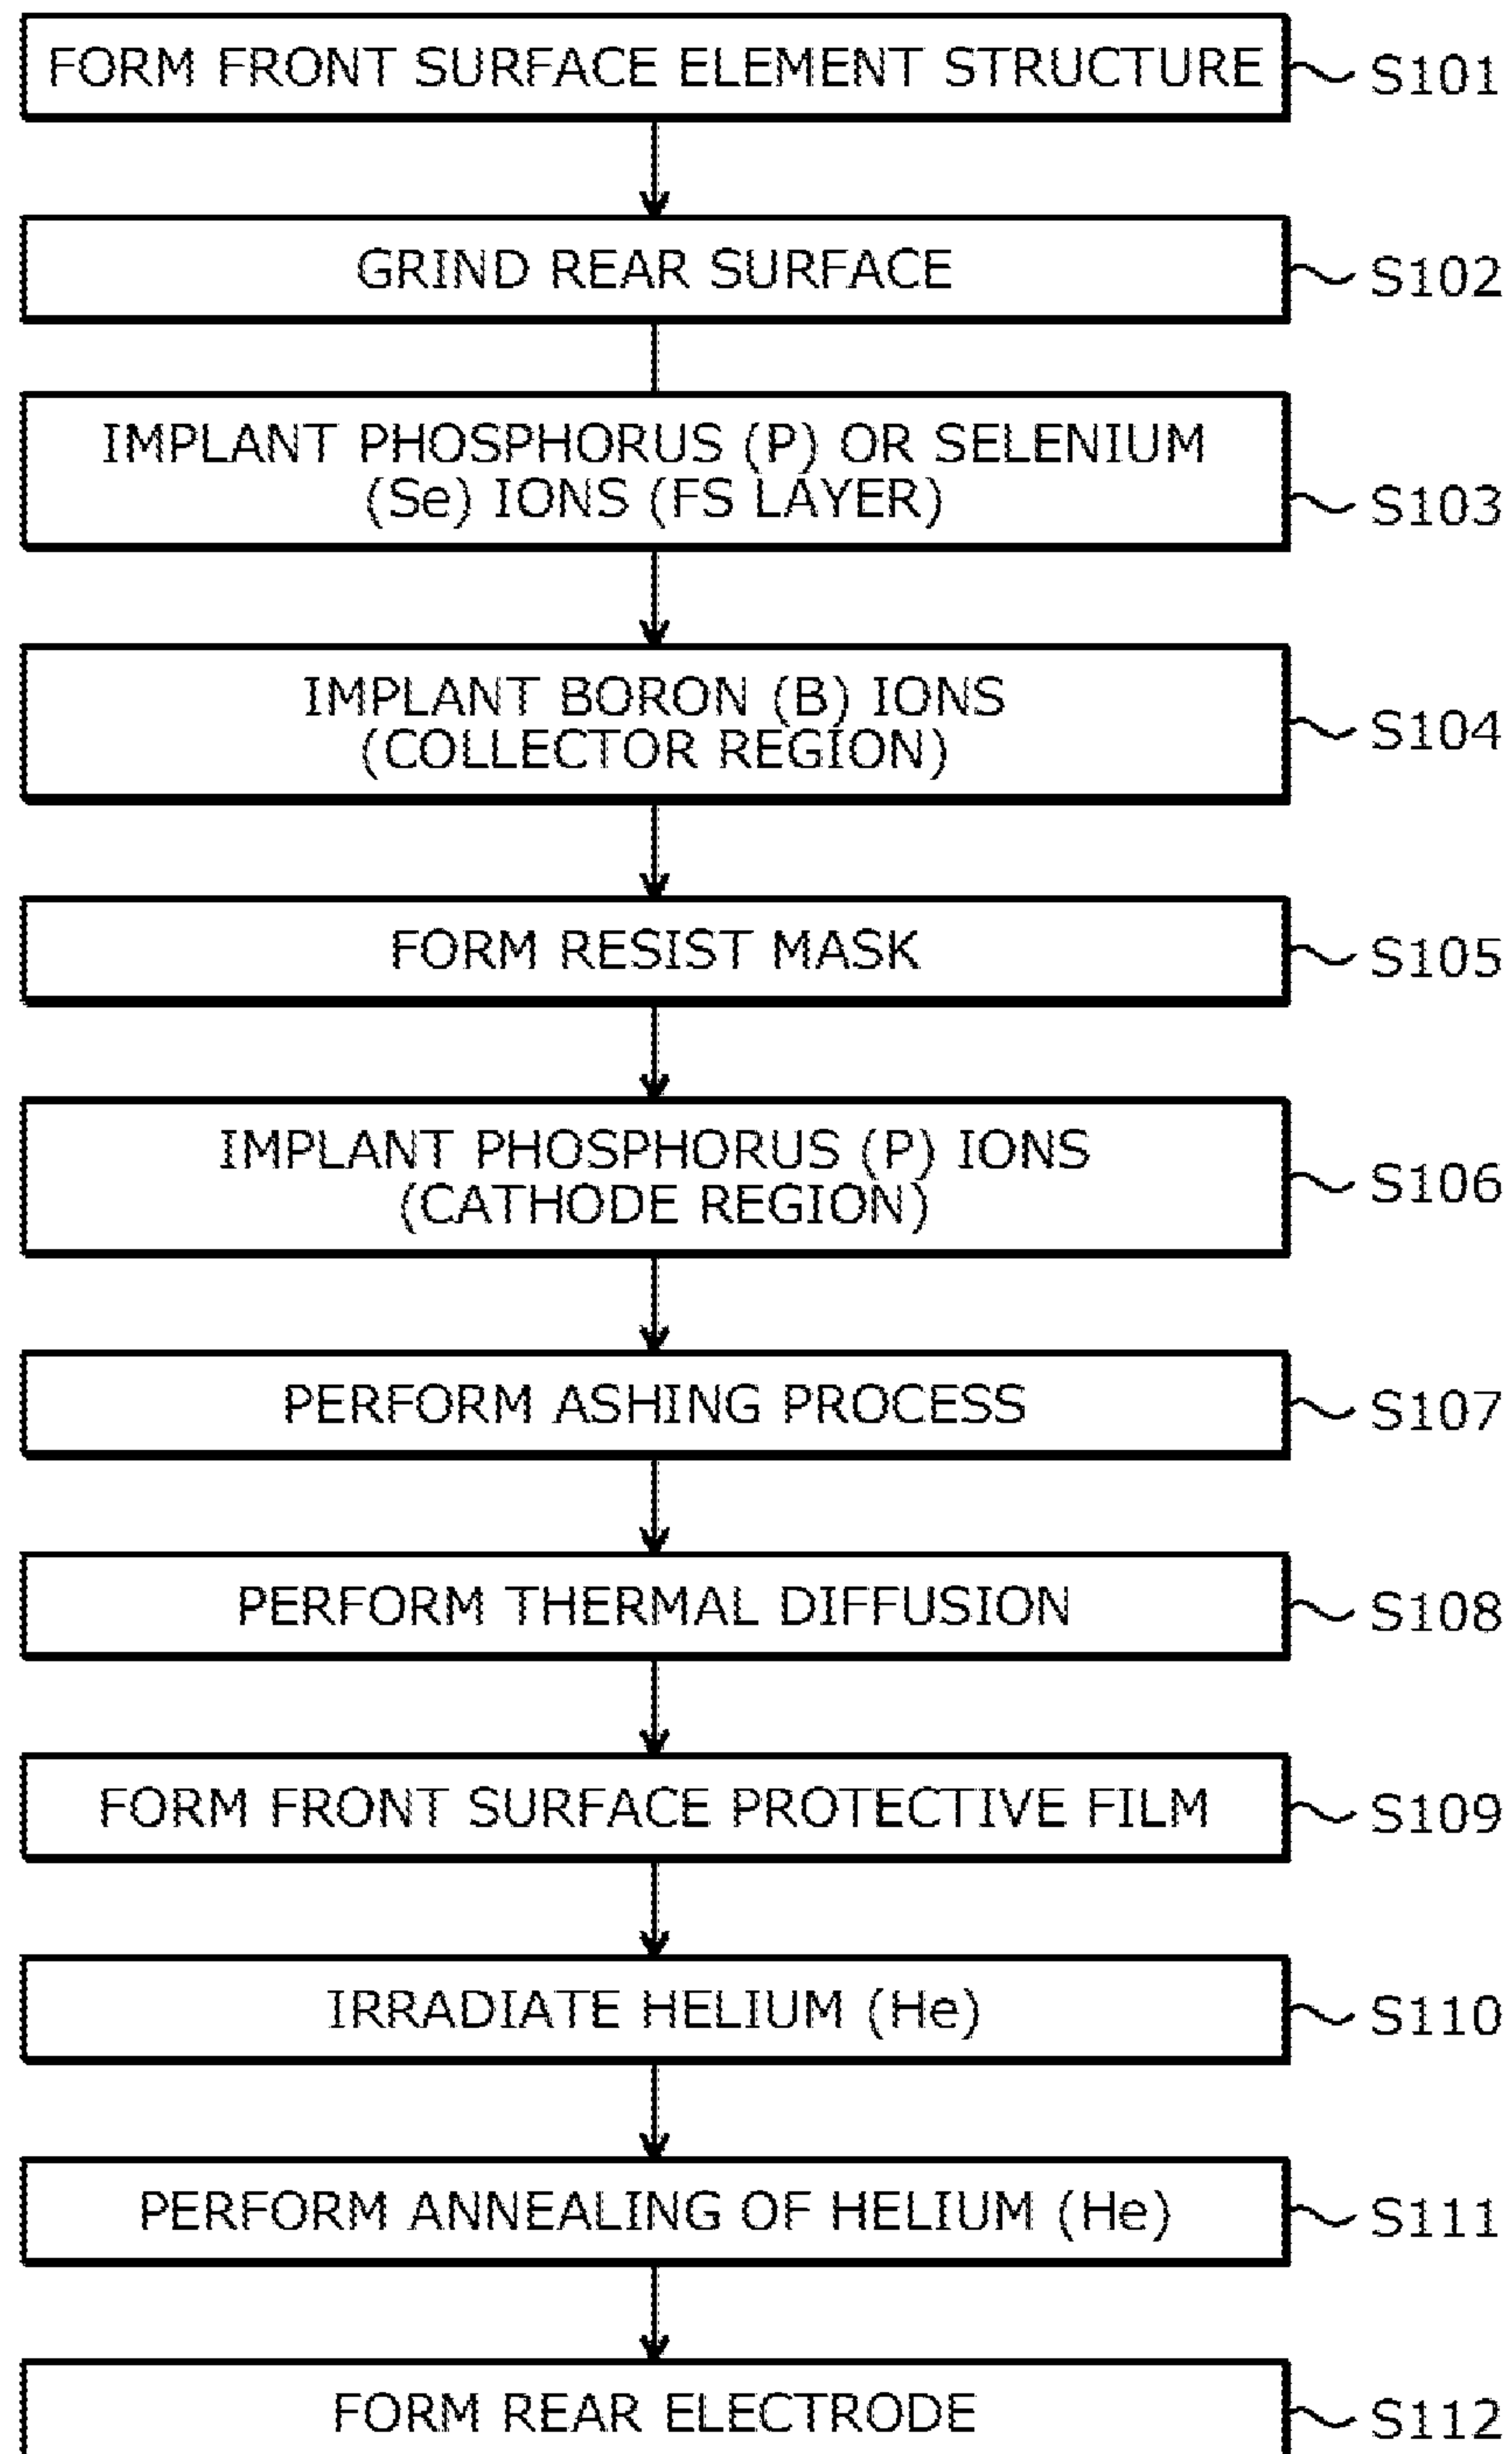 FORM FRONT SURFACE ELEMENT STRUCTURE S101
GRIND REAR SURFACE S102
IMPLANT PHOSPHORUS (P) OR SELENIUM
(Se) IONS (FS LAYER) S103
IMPLANT BORON (B) IONS
(COLLECTOR REGION) S104
FORM RESIST MASK S105
IMPLANT PHOSPHORUS (P) IONS
(CATHODE REGION) S106
PERFORM ASHING PROCESS S107
PERFORM THERMAL DIFFUSION S108
FORM FRONT SURFACE PROTECTIVE FILM S109
IRRADIATE HELIUM (He) S110
PERFORM ANNEALING OF HELIUM (He) S111
FORM REAR ELECTRODE S112